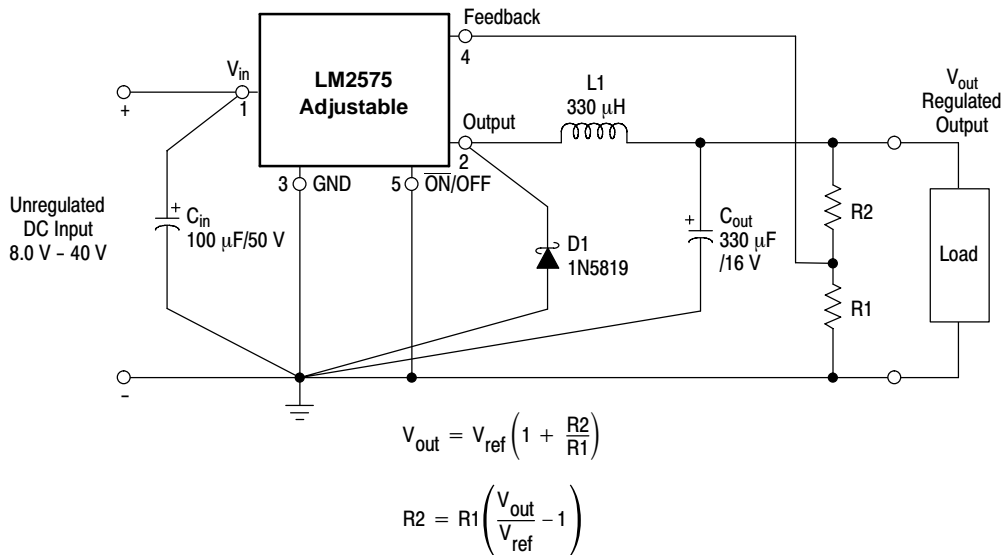 Feedback
4
V_in
1
LM2575
Adjustable
Output
2
L1
330 µH
V_out
Regulated
Output
+
3
GND
5
O̅N̅/OFF
Unregulated
DC Input
8.0 V – 40 V
+
C_in
100 µF/50 V
D1
1N5819
+
C_out
330 µF
/16 V
R2
R1
Load
-
V_out = V_ref (1 + R2/R1)
R2 = R1 (V_out/V_ref – 1)